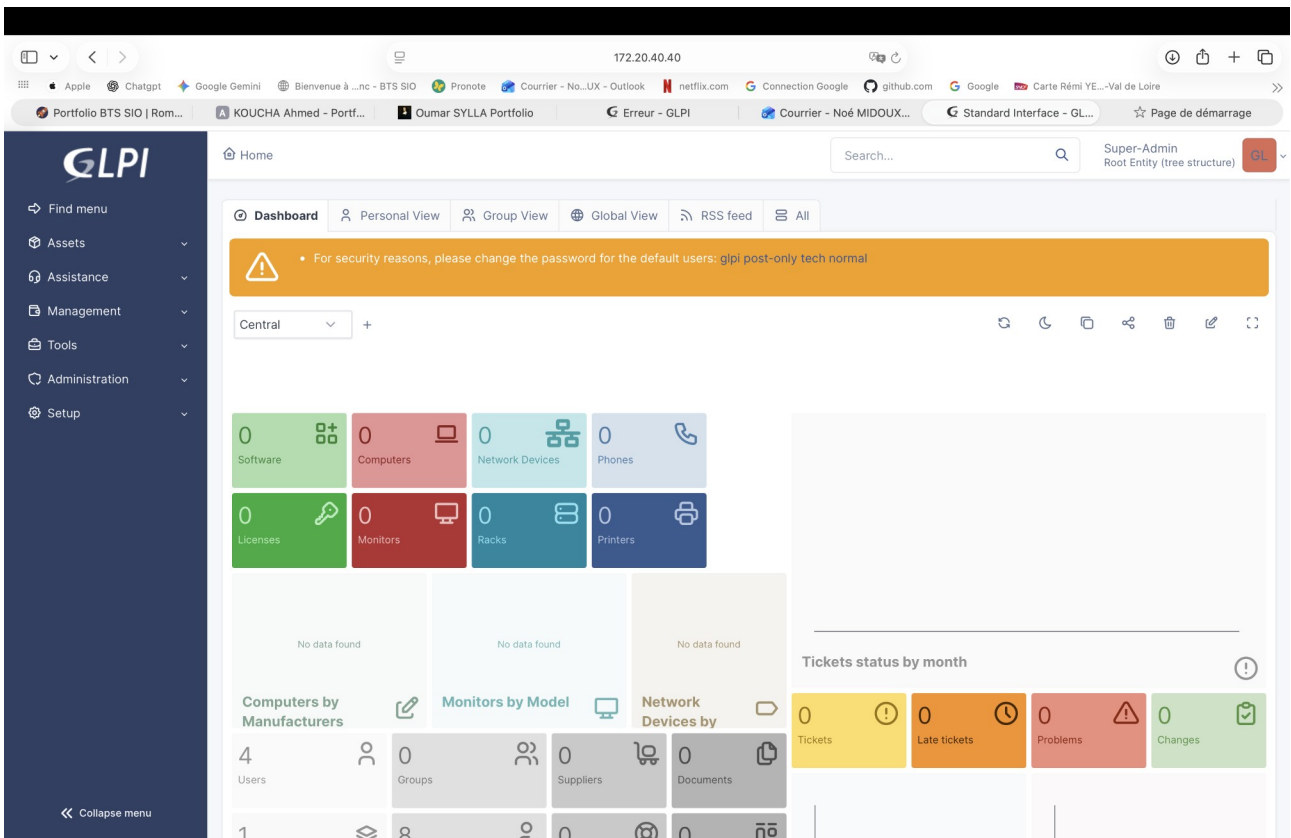 172.20.40.40
Apple Chatgpt Google Gemini Bienvenue à ...nc - BTS SIO Pronote Courrier - No...UX - Outlook netflix.com Connection Google github.com Google Carte Rémi YE...-Val de Loire
Portfolio BTS SIO | Rom... KOUCHA Ahmed - Portf... Oumar SYLLA Portfolio Erreur - GLPI Courrier - Noé MIDOUX... Standard Interface - GL... Page de démarrage
GLPI
Home
Search...
Super-Admin
Root Entity (tree structure)
GL
Find menu
Assets
Assistance
Management
Tools
Administration
Setup
Collapse menu
Dashboard Personal View Group View Global View RSS feed All
• For security reasons, please change the password for the default users: glpi post-only tech normal
Central +
0 0 0 0
Software Computers Network Devices Phones
0 0 0 0
Licenses Monitors Racks Printers
No data found No data found No data found
Computers by Monitors by Model Network
Manufacturers Devices by
Tickets status by month
4 0 0 0
Users Groups Suppliers Documents
0 0 0 0
Tickets Late tickets Problems Changes
1 8 0 0